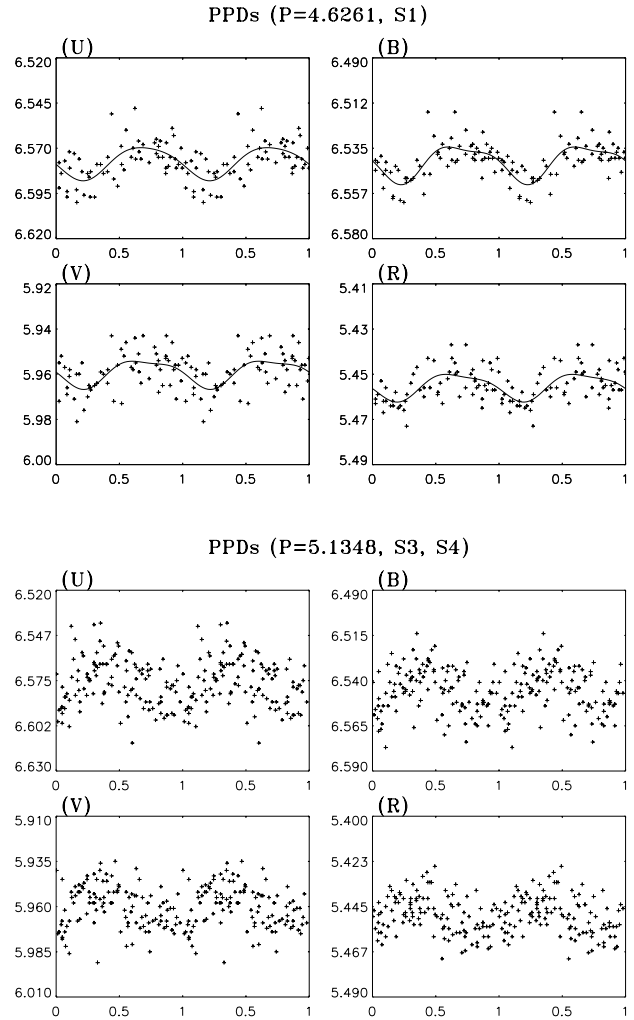 PPDs (P=4.6261, S1)
(U)
(B)
6.520
6.545
6.570
6.595
6.620
0 0.5 1 0.5 1
6.490
6.512
6.535
6.557
6.580
0 0.5 1 0.5 1
(V)
(R)
5.92
5.94
5.96
5.98
6.00
0 0.5 1 0.5 1
5.41
5.43
5.45
5.47
5.49
0 0.5 1 0.5 1
PPDs (P=5.1348, S3, S4)
(U)
(B)
6.520
6.547
6.575
6.602
6.630
0 0.5 1 0.5 1
6.490
6.515
6.540
6.565
6.590
0 0.5 1 0.5 1
(V)
(R)
5.910
5.935
5.960
5.985
6.010
0 0.5 1 0.5 1
5.400
5.423
5.445
5.467
5.490
0 0.5 1 0.5 1